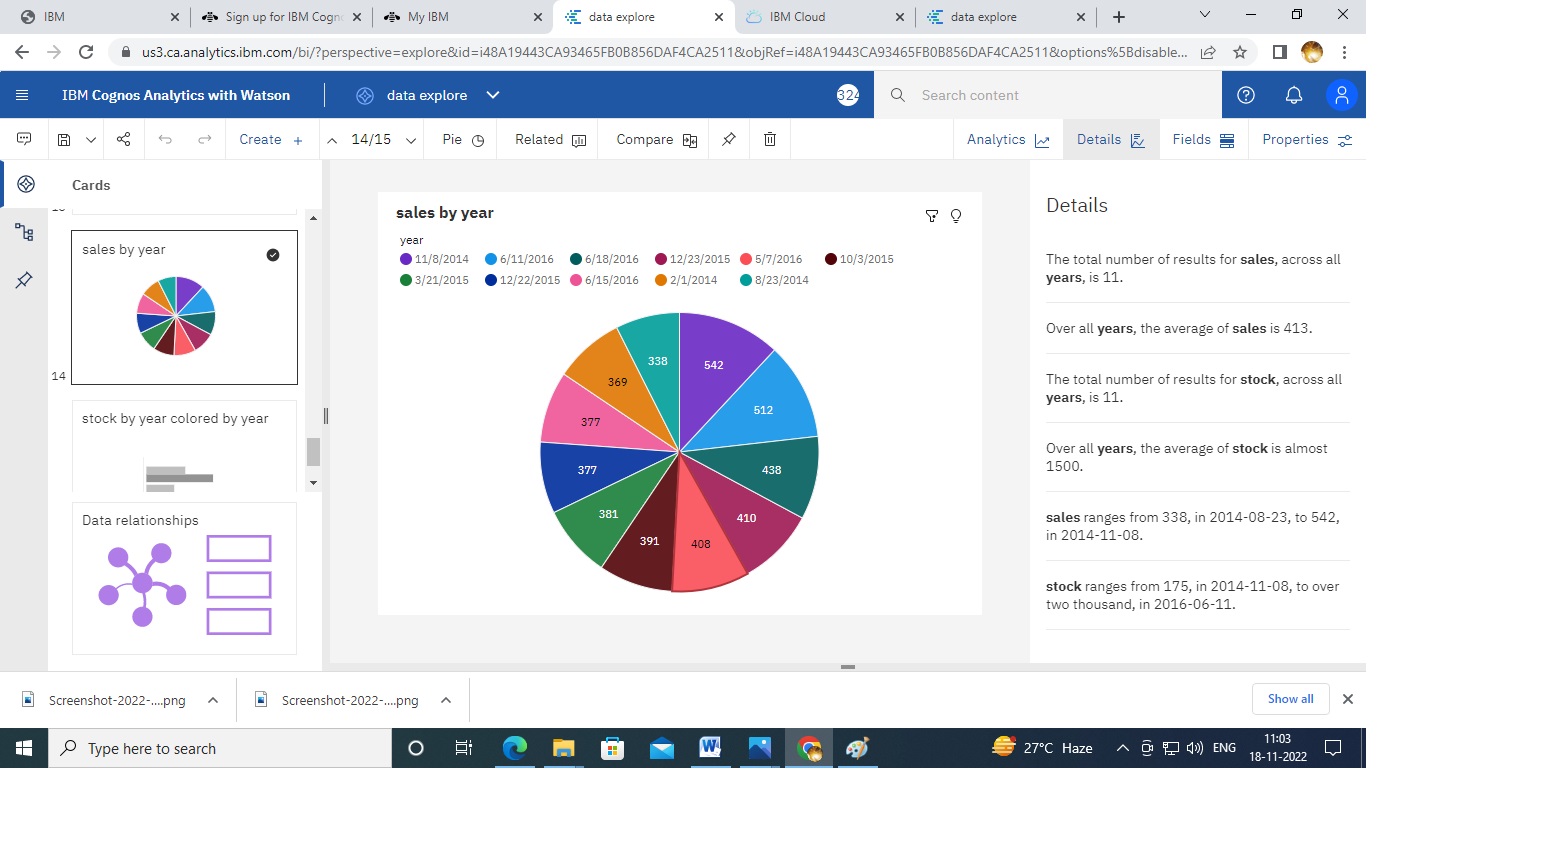 IBM
Sign up for IBM Cogn
My IBM
data explore
IBM Cloud
data explore
us3.ca.analytics.ibm.com/bi/?perspective=explore&id=i48A19443CA93465FB0B856DAF4CA2511&objRef=i48A19443CA93465FB0B856DAF4CA2511&options%5Bdisable...
IBM Cognos Analytics with Watson
data explore
324
Search content
Create +
14/15
Pie
Related
Compare
Analytics
Details
Fields
Properties
Cards
sales by year
14
stock by year colored by year
Data relationships
sales by year
year
11/8/2014 6/11/2016 6/18/2016 12/23/2015 5/7/2016 10/3/2015
3/21/2015 12/22/2015 6/15/2016 2/1/2014 8/23/2014
338
542
369
512
377
438
377
381
410
391
408
Details
The total number of results for sales, across all
years, is 11.
Over all years, the average of sales is 413.
The total number of results for stock, across all
years, is 11.
Over all years, the average of stock is almost
1500.
sales ranges from 338, in 2014-08-23, to 542,
in 2014-11-08.
stock ranges from 175, in 2014-11-08, to over
two thousand, in 2016-06-11.
Screenshot-2022-....png
Screenshot-2022-....png
Show all
Type here to search
27°C Haze
ENG
11:03
18-11-2022